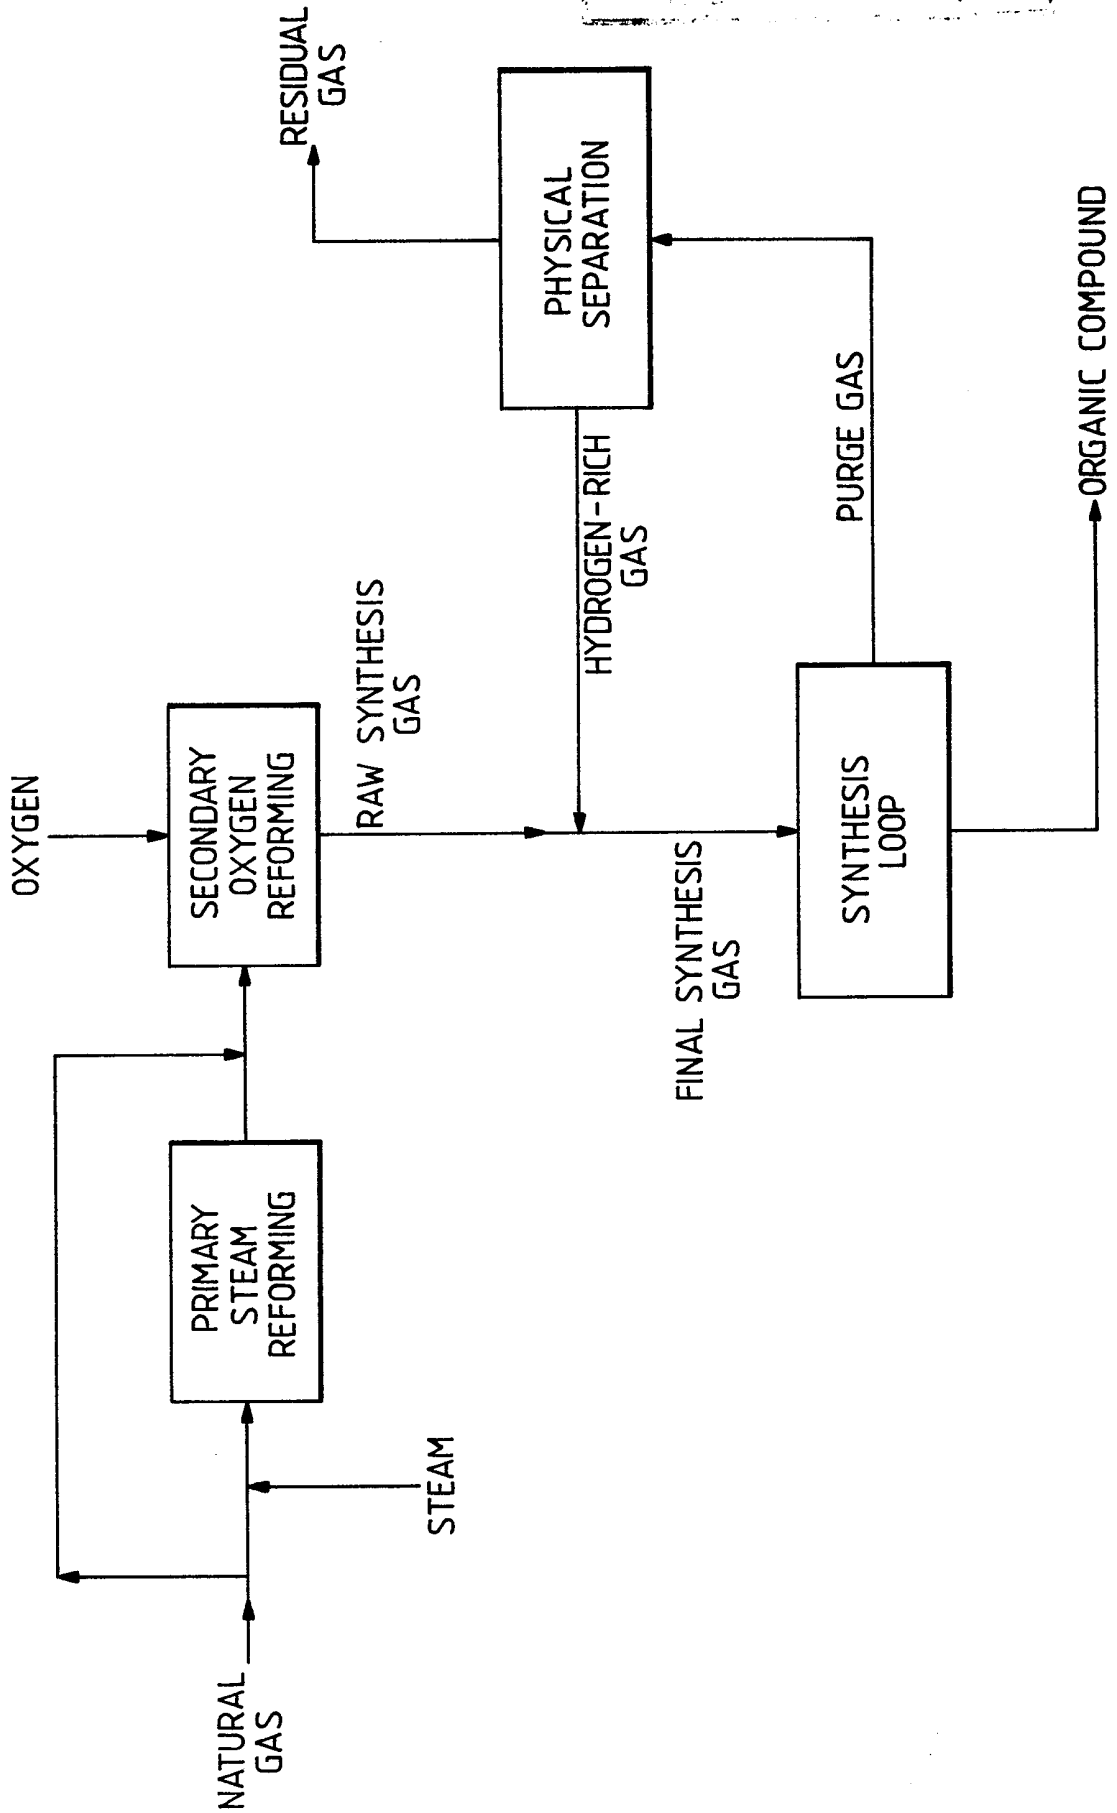 NATURAL
GAS
STEAM
PRIMARY
STEAM
REFORMING
OXYGEN
SECONDARY
OXYGEN
REFORMING
RAW SYNTHESIS
GAS
HYDROGEN-RICH
GAS
FINAL SYNTHESIS
GAS
SYNTHESIS
LOOP
PURGE GAS
PHYSICAL
SEPARATION
RESIDUAL
GAS
ORGANIC COMPOUND